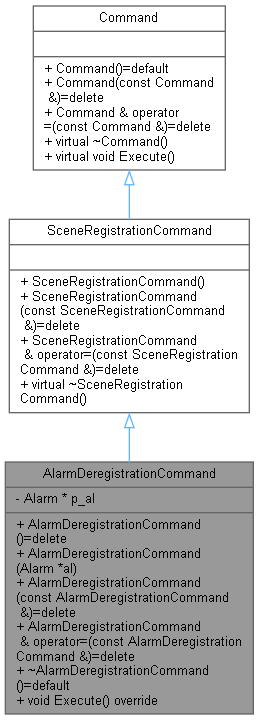 Command
+ Command()=default
+ Command(const Command
&)=delete
+ Command & operator
=(const Command &)=delete
+ virtual ~Command()
+ virtual void Execute()
SceneRegistrationCommand
+ SceneRegistrationCommand()
+ SceneRegistrationCommand
(const SceneRegistrationCommand
&)=delete
+ SceneRegistrationCommand
& operator=(const SceneRegistration
Command &)=delete
+ virtual ~SceneRegistration
Command()
AlarmDeregistrationCommand
- Alarm * p_al
+ AlarmDeregistrationCommand
()=delete
+ AlarmDeregistrationCommand
(Alarm *al)
+ AlarmDeregistrationCommand
(const AlarmDeregistrationCommand
&)=delete
+ AlarmDeregistrationCommand
& operator=(const AlarmDeregistration
Command &)=delete
+ ~AlarmDeregistrationCommand
()=default
+ void Execute() override